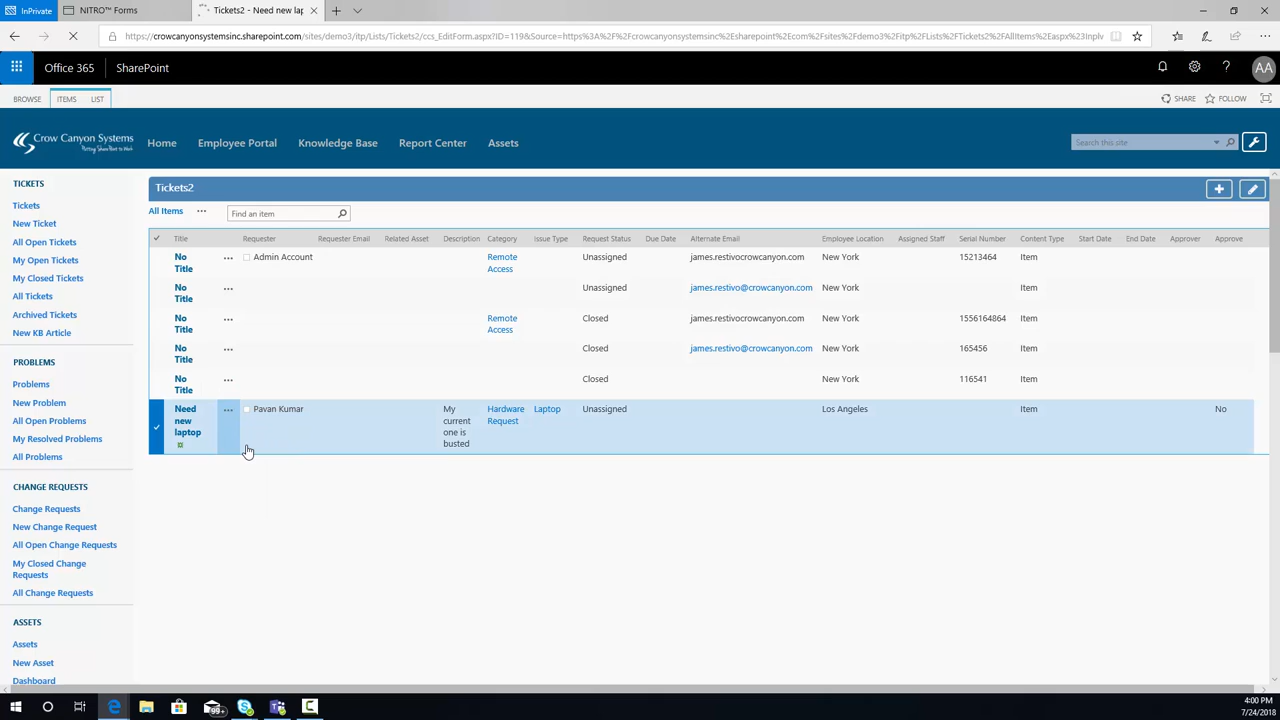 InPrivate
NITRO™ Forms
Tickets2 - Need new lap
https://crowcanyonsystemsinc.sharepoint.com/sites/demo3/itp/Lists/Tickets2/ccs_EditForm.aspx?ID=119&Source=https%3A%2F%2Fcrowcanyonsystemsinc%2Esharepoint%2Ecom%2Fsites%2Fdemo3%2Fitp%2FLists%2FTickets2%2FAllItems%2Easpx%3Dinplv
Office 365 SharePoint
AA
BROWSE ITEMS LIST
SHARE FOLLOW
Crow Canyon Systems
Putting SharePoint to Work
Home Employee Portal Knowledge Base Report Center Assets
Search this site
TICKETS
Tickets
New Ticket
All Open Tickets
My Open Tickets
My Closed Tickets
All Tickets
Archived Tickets
New KB Article
PROBLEMS
Problems
New Problem
All Open Problems
My Resolved Problems
All Problems
CHANGE REQUESTS
Change Requests
New Change Request
All Open Change Requests
My Closed Change
Requests
All Change Requests
ASSETS
Assets
New Asset
Dashboard
Tickets2
All Items ... Find an item
Title Requester Requester Email Related Asset Description Category Issue Type Request Status Due Date Alternate Email Employee Location Assigned Staff Serial Number Content Type Start Date End Date Approver Approve
No ... Admin Account Remote Unassigned james.restivocrowcanyon.com New York 15213464 Item
Title Access
No ... Unassigned james.restivo@crowcanyon.com New York Item
Title
No ... Remote Closed james.restivocrowcanyon.com New York 1556164864 Item
Title Access
No ... Closed james.restivo@crowcanyon.com New York 165456 Item
Title
No ... Closed New York 116541 Item
Title
Need ... Pavan Kumar My Hardware Laptop Unassigned Los Angeles Item No
new current Request
laptop one is
busted
99+
4:00 PM
7/24/2018